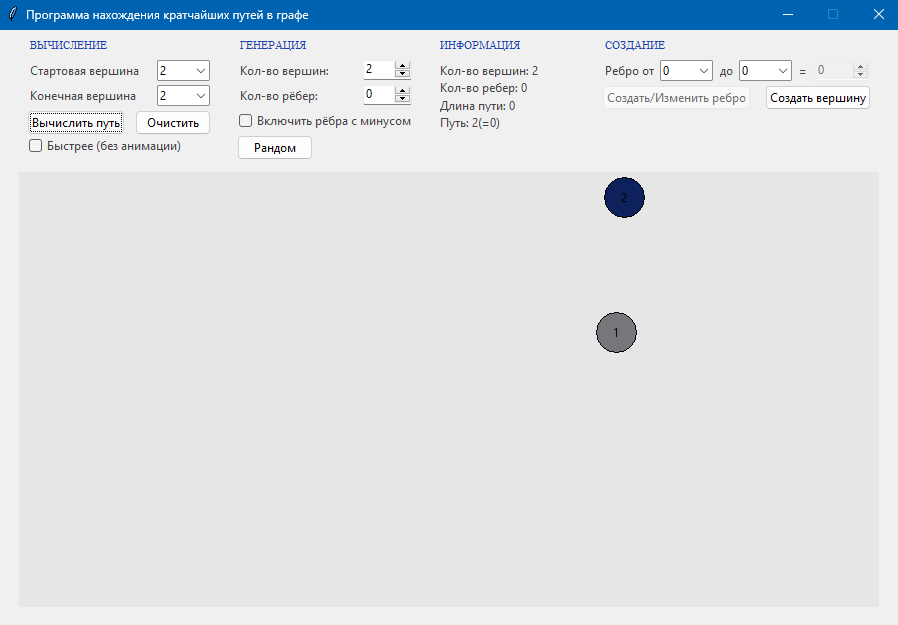 Программа нахождения кратчайших путей в графе
ВЫЧИСЛЕНИЕ
Стартовая вершина 2
Конечная вершина 2
Вычислить путь Очистить
Быстрее (без анимации)
ГЕНЕРАЦИЯ
Кол-во вершин: 2
Кол-во рёбер: 0
Включить рёбра с минусом
Рандом
ИНФОРМАЦИЯ
Кол-во вершин: 2
Кол-во ребер: 0
Длина пути: 0
Путь: 2(=0)
СОЗДАНИЕ
Ребро от 0 до 0 = 0
Создать/Изменить ребро Создать вершину
2
1